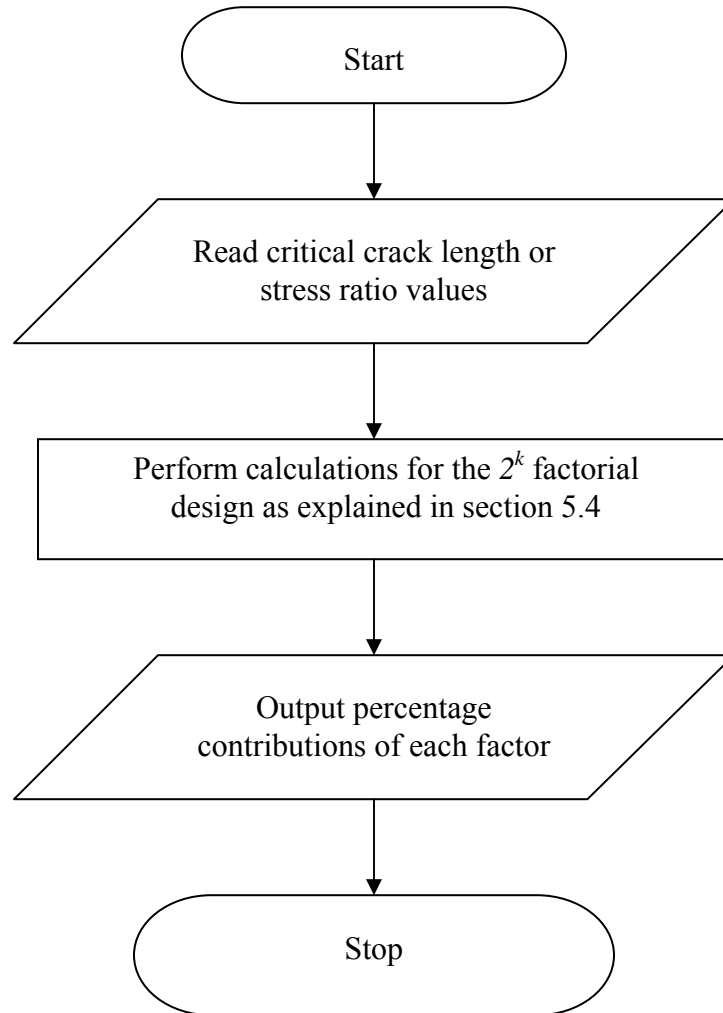 Start
Read critical crack length or
stress ratio values
Perform calculations for the 2^k factorial
design as explained in section 5.4
Output percentage
contributions of each factor
Stop